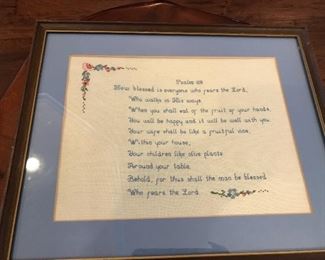 Psalm 128
How blessed is everyone who fears the Lord,
Who walks in His ways
When you shall eat of the fruit of your hands,
You will be happy and it will be well with you
Your wife shall be like a fruitful vine,
Within your house,
Your children like olive plants
Around your table
Behold, for thus shall the man be blessed
Who fears the Lord